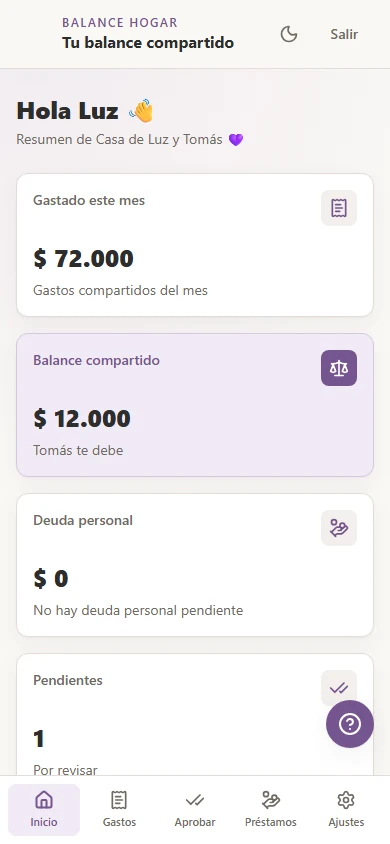 BALANCE HOGAR
Tu balance compartido
Salir
Hola Luz 👋
Resumen de Casa de Luz y Tomás 💜
Gastado este mes
$ 72.000
Gastos compartidos del mes
Balance compartido
$ 12.000
Tomás te debe
Deuda personal
$ 0
No hay deuda personal pendiente
Pendientes
1
Por revisar
Inicio
Gastos
Aprobar
Préstamos
Ajustes